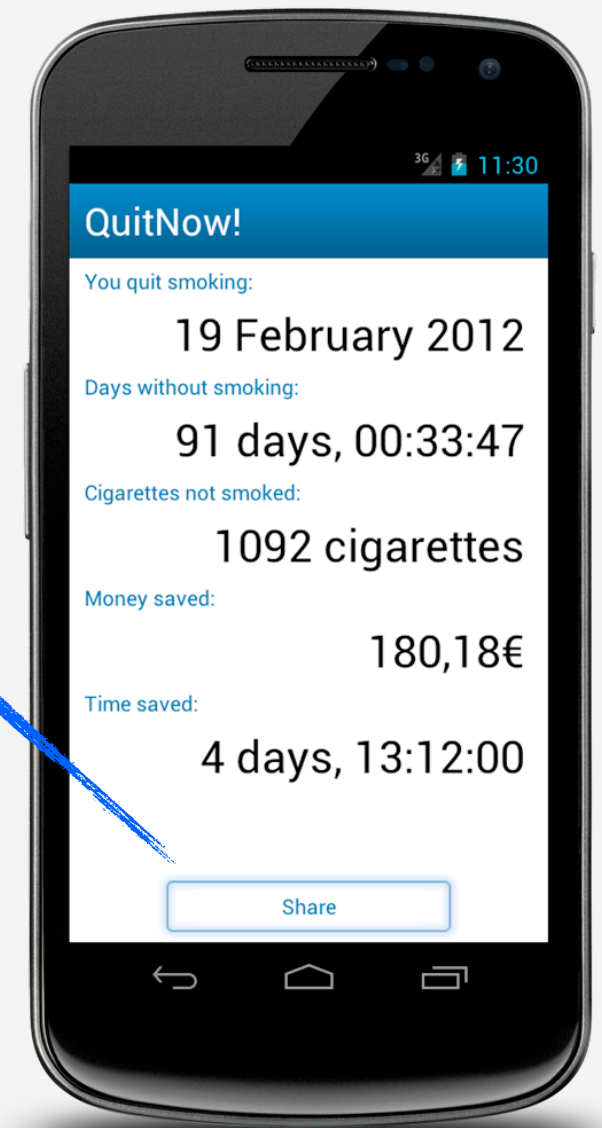 3G 11:30
QuitNow!
You quit smoking:
19 February 2012
Days without smoking:
91 days, 00:33:47
Cigarettes not smoked:
1092 cigarettes
Money saved:
180,18€
Time saved:
4 days, 13:12:00
Share